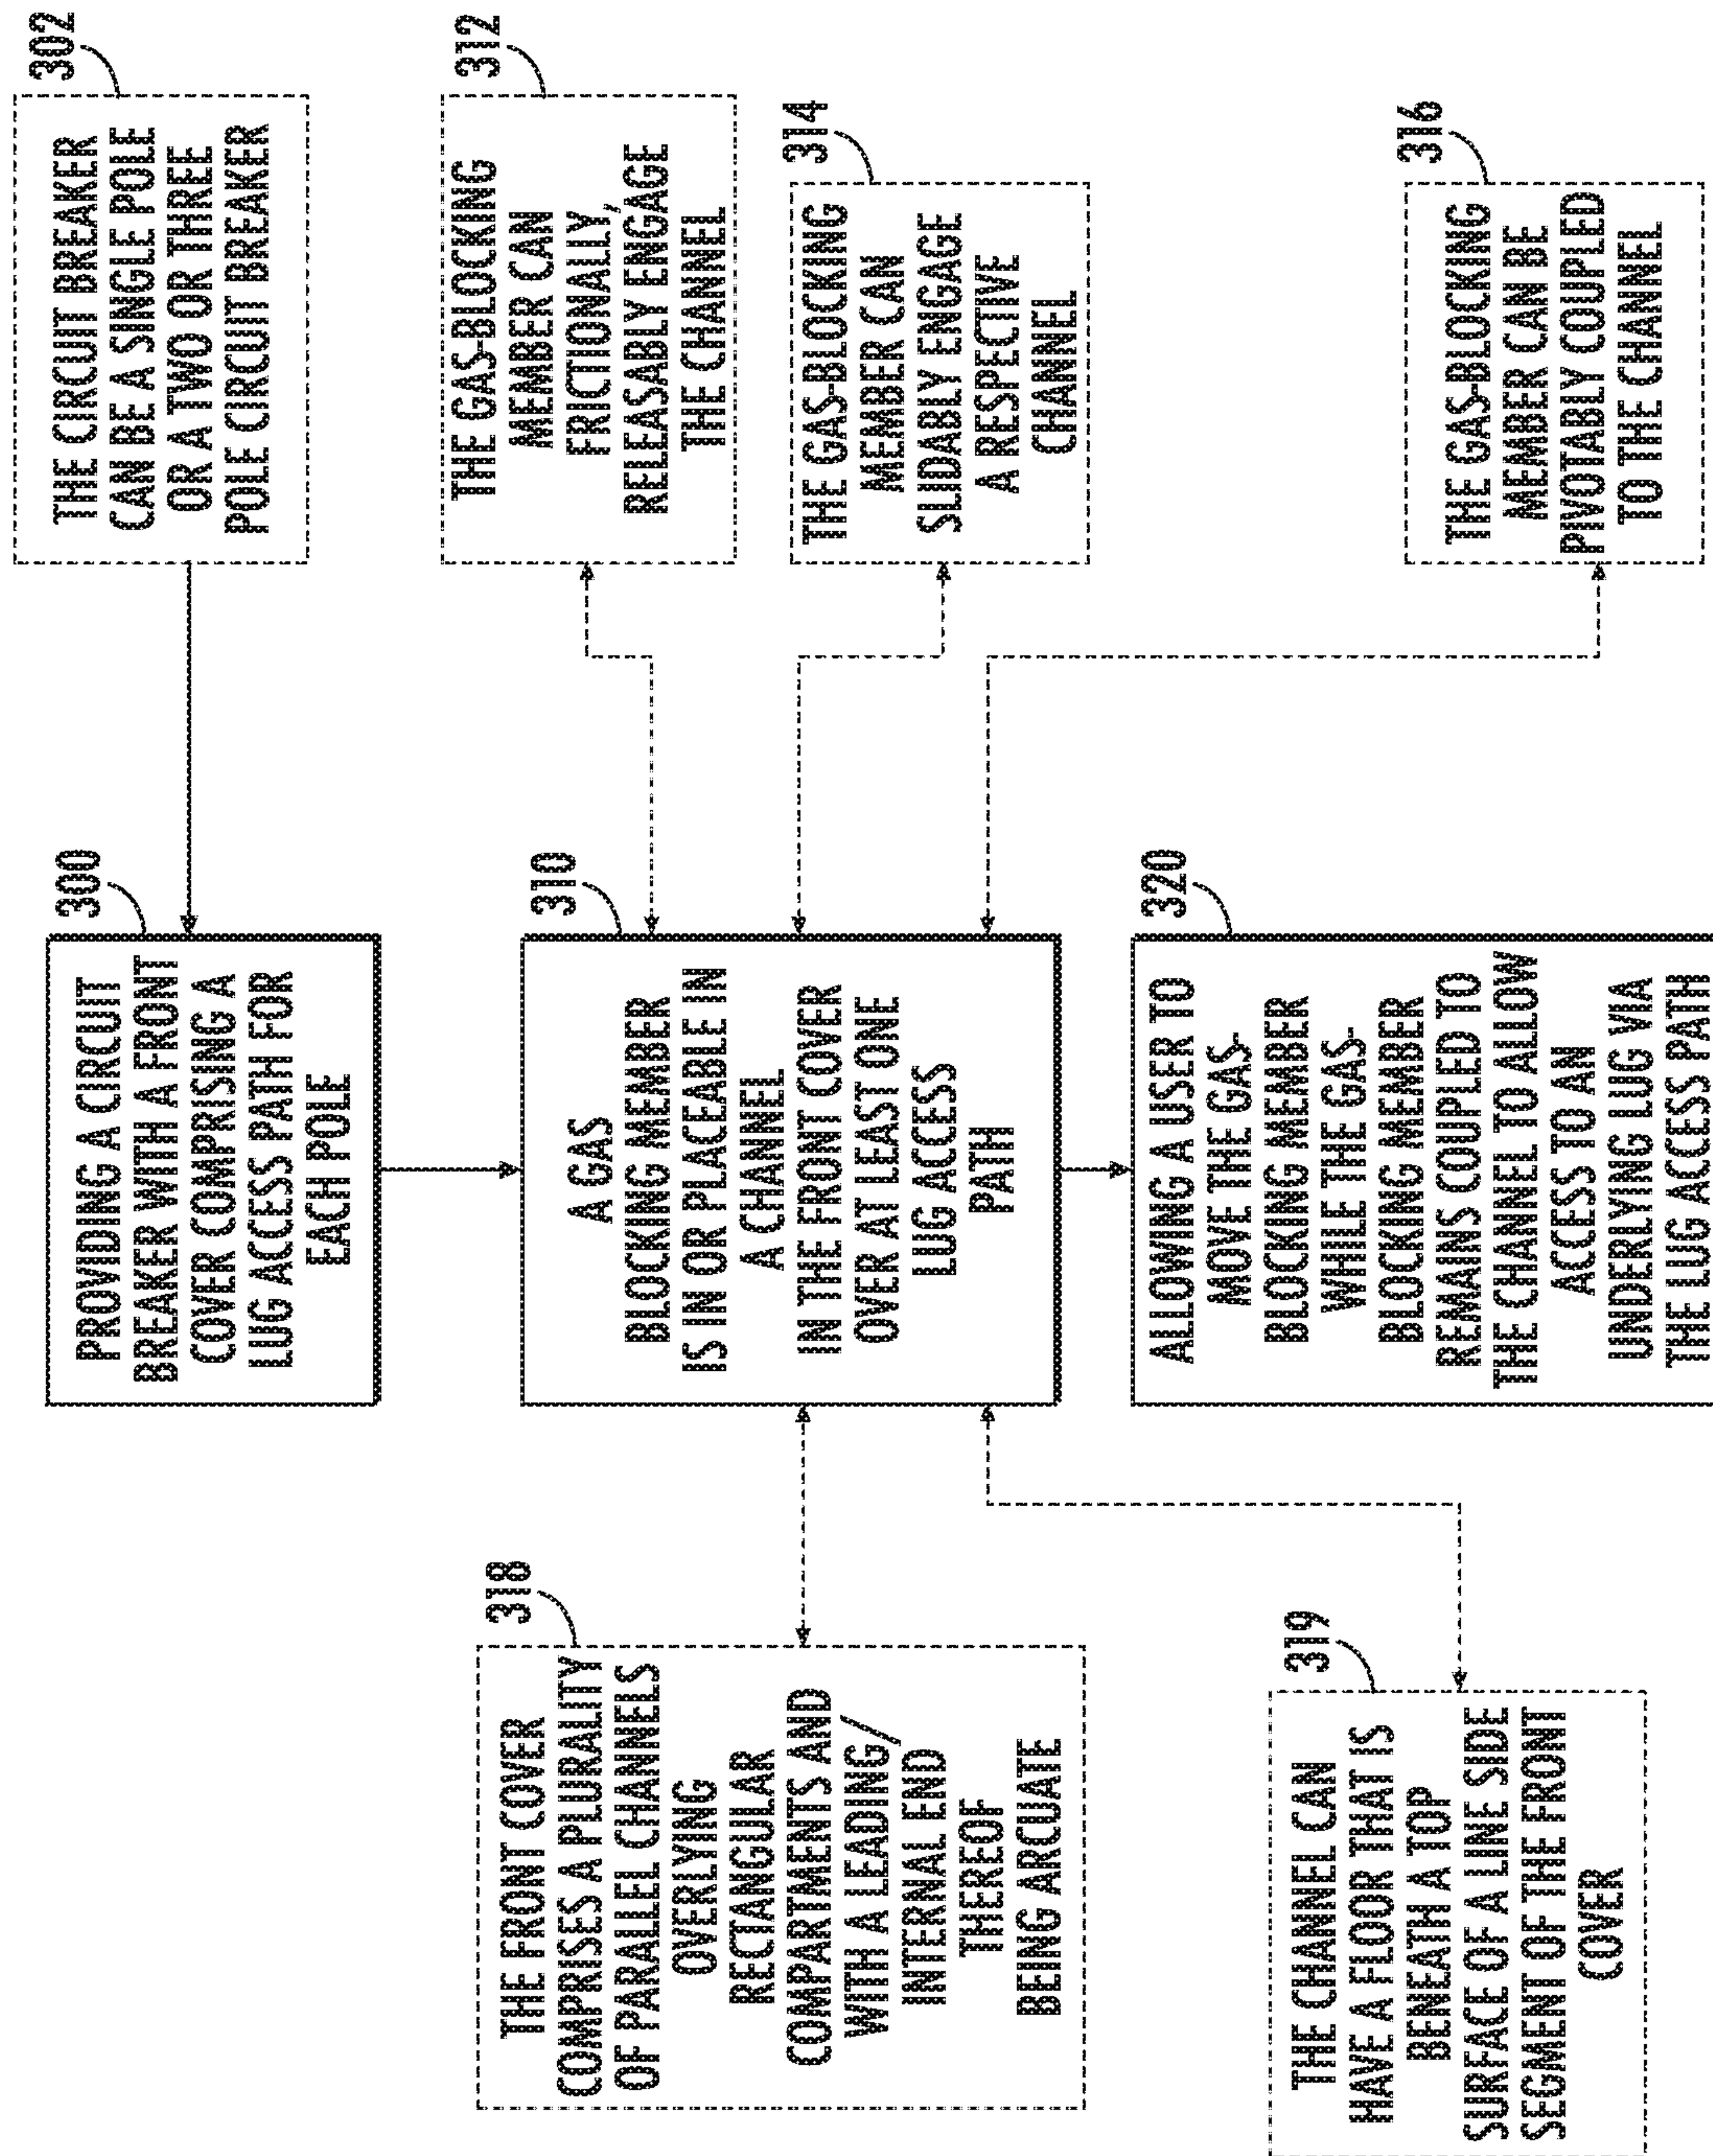 302
THE CIRCUIT BREAKER
CAN BE A SINGLE POLE
OR A TWO OR THREE
POLE CIRCUIT BREAKER
312
THE GAS-BLOCKING
MEMBER CAN
FRICTIONALLY,
RELEASABLY ENGAGE
THE CHANNEL
314
THE GAS-BLOCKING
MEMBER CAN
SLIDABLY ENGAGE
A RESPECTIVE
CHANNEL
316
THE GAS-BLOCKING
MEMBER CAN BE
PIVOTABLY COUPLED
TO THE CHANNEL
300
PROVIDING A CIRCUIT
BREAKER WITH A FRONT
COVER COMPRISING A
LUG ACCESS PATH FOR
EACH POLE
310
A GAS
BLOCKING MEMBER
IS IN OR PLACEABLE IN
A CHANNEL
IN THE FRONT COVER
OVER AT LEAST ONE
LUG ACCESS
PATH
320
ALLOWING A USER TO
MOVE THE GAS-
BLOCKING MEMBER
WHILE THE GAS-
BLOCKING MEMBER
REMAINS COUPLED TO
THE CHANNEL TO ALLOW
ACCESS TO AN
UNDERLYING LUG VIA
THE LUG ACCESS PATH
318
THE FRONT COVER
COMPRISES A PLURALITY
OF PARALLEL CHANNELS
OVERLYING
RECTANGULAR
COMPARTMENTS AND
WITH A LEADING/
INTERNAL END
THEREOF
BEING ARCUATE
319
THE CHANNEL CAN
HAVE A FLOOR THAT IS
BENEATH A TOP
SURFACE OF A LINE SIDE
SEGMENT OF THE FRONT
COVER